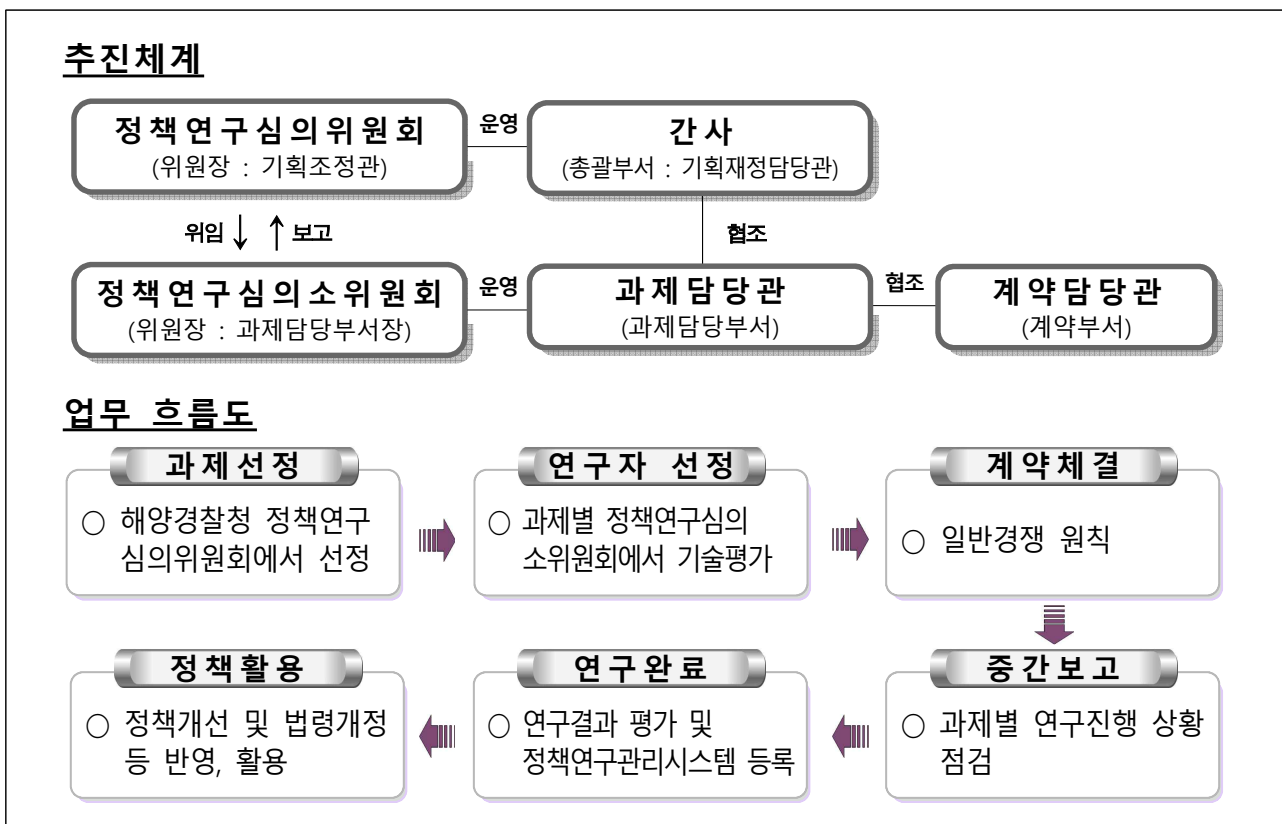 추진체계
정책연구심의위원회
(위원장 : 기획조정관)
운영
간사
(총괄부서 : 기획재정담당관)
위임
보고
협조
정책연구심의소위원회
(위원장 : 과제담당부서장)
운영
과제담당관
(과제담당부서)
협조
계약담당관
(계약부서)
업무 흐름도
과제선정
○ 해양경찰청 정책연구
심의위원회에서 선정
연구자 선정
○ 과제별 정책연구심의
소위원회에서 기술평가
계약체결
○ 일반경쟁 원칙
중간보고
○ 과제별 연구진행 상황
점검
연구완료
○ 연구결과 평가 및
정책연구관리시스템 등록
정책활용
○ 정책개선 및 법령개정
등 반영, 활용